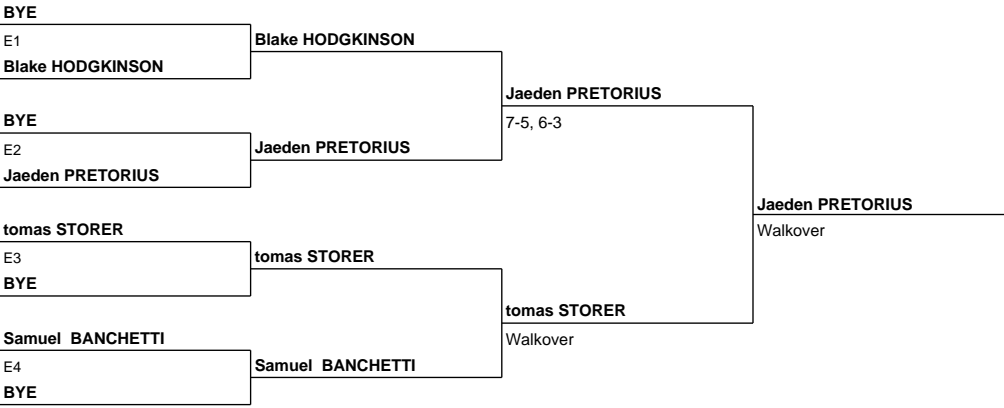 BYE
E1
Blake HODGKINSON
BYE
E2
Jaeden PRETORIUS
tomas STORER
E3
BYE
Samuel BANCHETTI
E4
BYE
Blake HODGKINSON
Jaeden PRETORIUS
tomas STORER
Samuel BANCHETTI
Jaeden PRETORIUS
7-5, 6-3
tomas STORER
Walkover
Jaeden PRETORIUS
Walkover